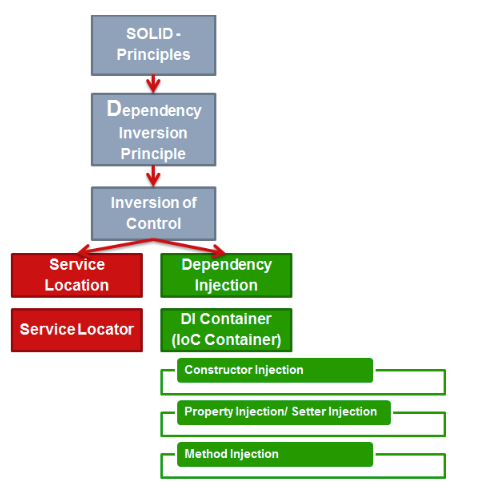 SOLID -
Principles
Dependency
Inversion
Principle
Inversion of
Control
Service
Location
Dependency
Injection
Service Locator
DI Container
(IoC Container)
Constructor Injection
Property Injection/ Setter Injection
Method Injection